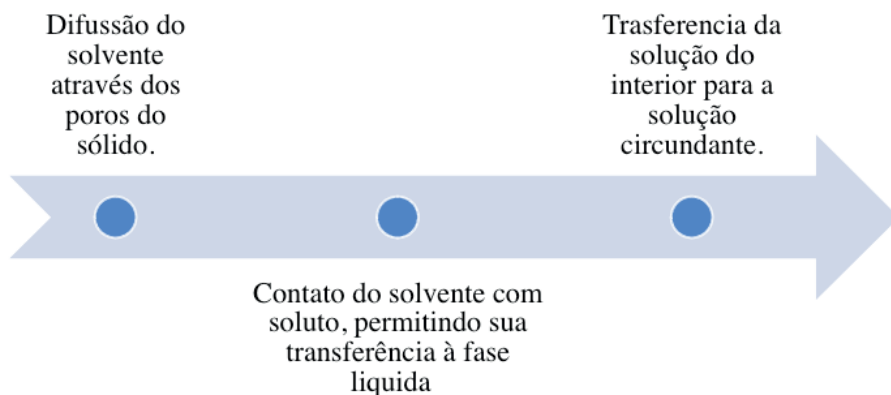 Difussão do
solvente
através dos
poros do
sólido.
Contato do solvente com
soluto, permitindo sua
transferência à fase
liquida
Trasferencia da
solução do
interior para a
solução
circundante.